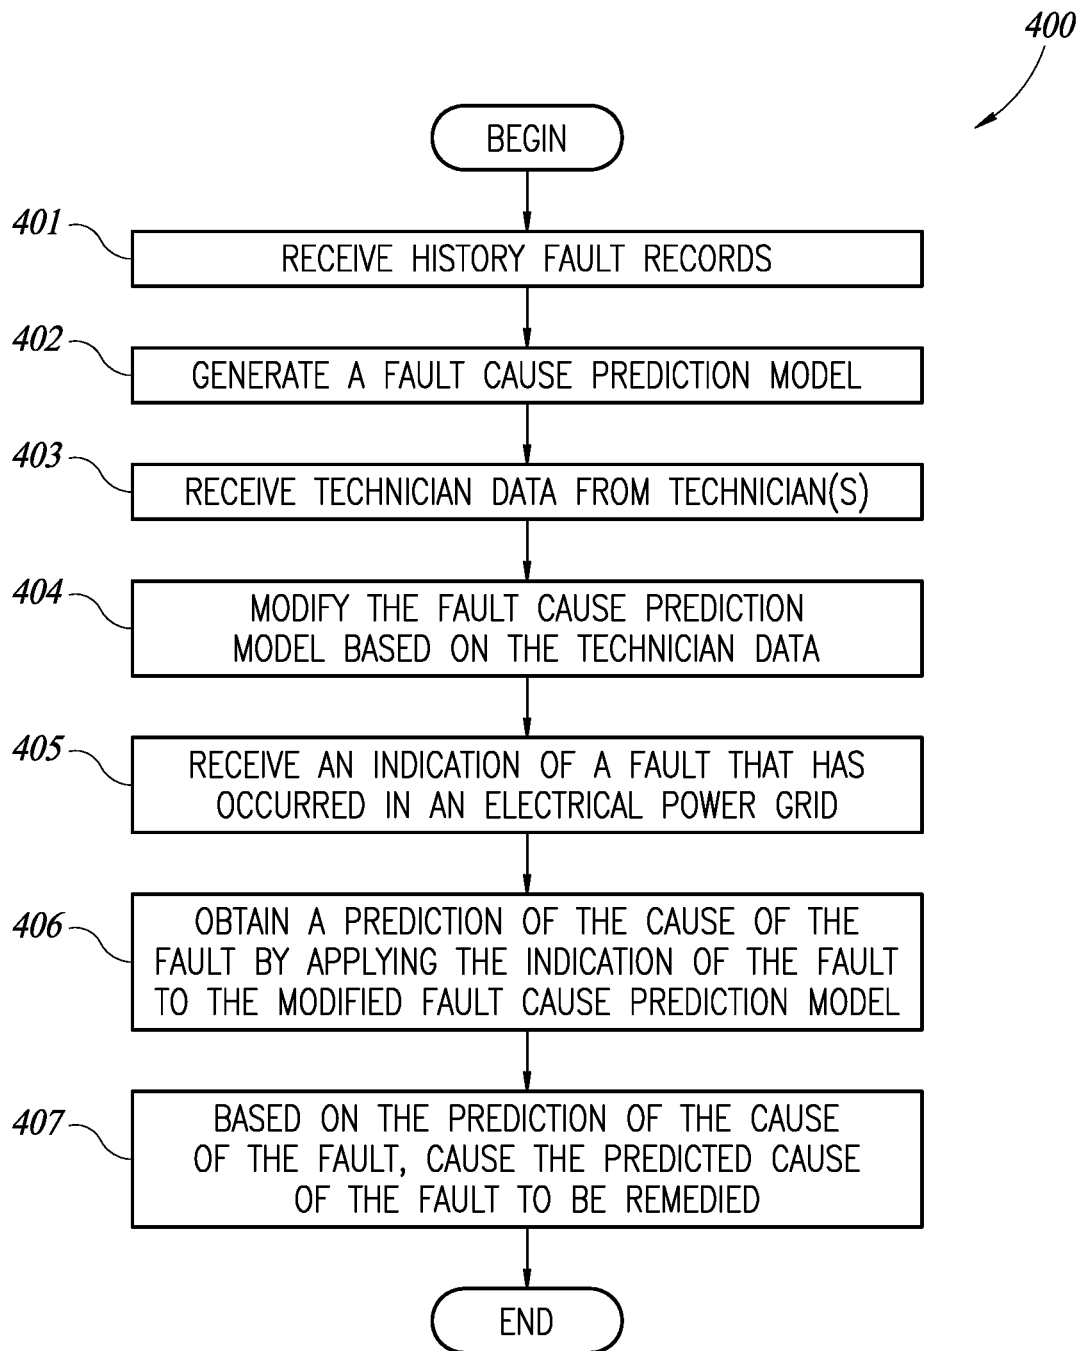 400
BEGIN
401
RECEIVE HISTORY FAULT RECORDS
402
GENERATE A FAULT CAUSE PREDICTION MODEL
403
RECEIVE TECHNICIAN DATA FROM TECHNICIAN(S)
404
MODIFY THE FAULT CAUSE PREDICTION
MODEL BASED ON THE TECHNICIAN DATA
405
RECEIVE AN INDICATION OF A FAULT THAT HAS
OCCURRED IN AN ELECTRICAL POWER GRID
406
OBTAIN A PREDICTION OF THE CAUSE OF THE
FAULT BY APPLYING THE INDICATION OF THE FAULT
TO THE MODIFIED FAULT CAUSE PREDICTION MODEL
407
BASED ON THE PREDICTION OF THE CAUSE
OF THE FAULT, CAUSE THE PREDICTED CAUSE
OF THE FAULT TO BE REMEDIED
END